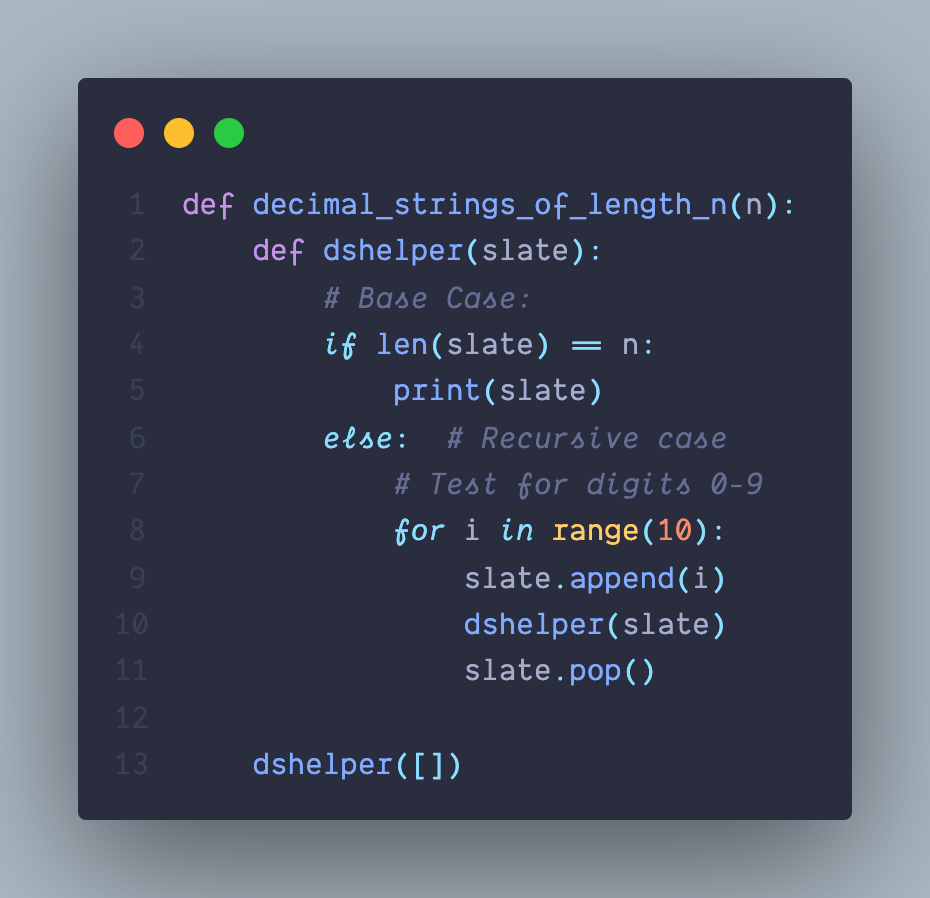 1 def decimal_strings_of_length_n(n):
2     def dshelper(slate):
3         # Base Case:
4         if len(slate) == n:
5             print(slate)
6         else:  # Recursive case
7             # Test for digits 0-9
8             for i in range(10):
9                 slate.append(i)
10                 dshelper(slate)
11                 slate.pop()
12
13     dshelper([])